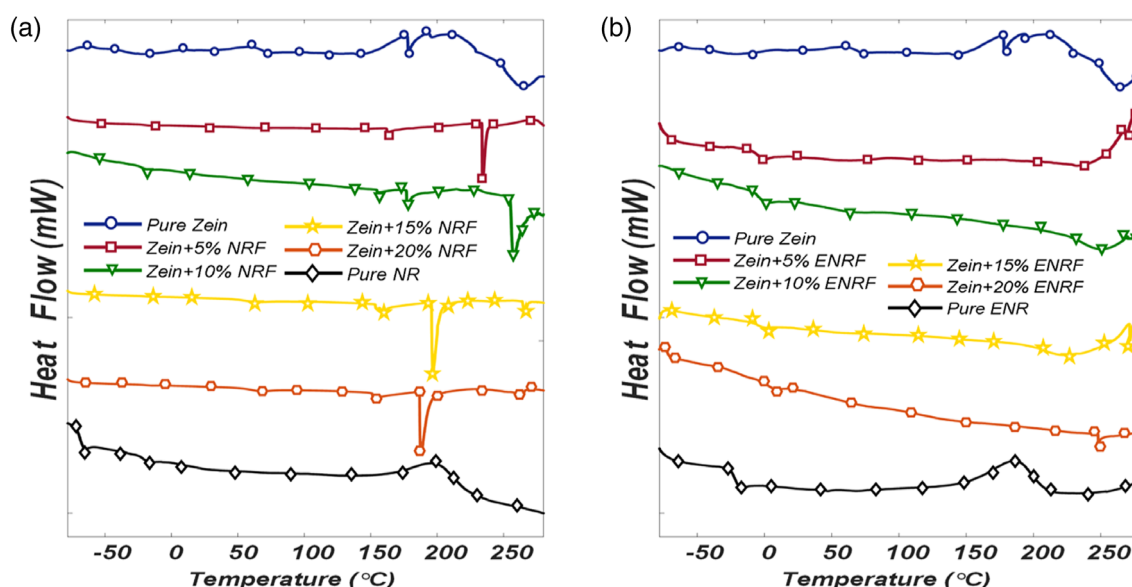 (a)
Heat Flow (mW)
Pure Zein
Zein+5% NRF
Zein+10% NRF
Zein+15% NRF
Zein+20% NRF
Pure NR
-50 0 50 100 150 200 250
Temperature (°C)
(b)
Heat Flow (mW)
Pure Zein
Zein+5% ENRF
Zein+10% ENRF
Zein+15% ENRF
Zein+20% ENRF
Pure ENR
-50 0 50 100 150 200 250
Temperature (°C)